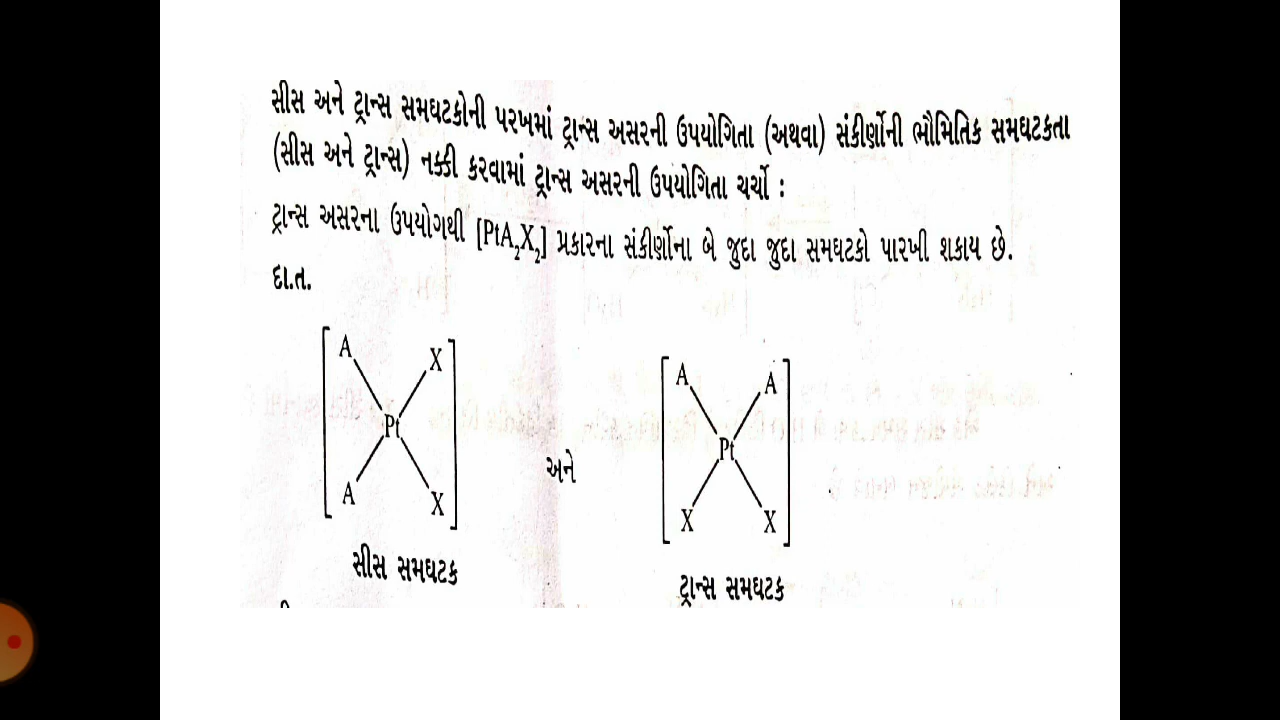 સીસ અને ટ્રાન્સ સમઘટકોની પરખમાં ટ્રાન્સ અસરની ઉપયોગિતા (અથવા) સંકીર્ણોની ભૌમિતિક સમઘટકતા
(સીસ અને ટ્રાન્સ) નક્કી કરવામાં ટ્રાન્સ અસરની ઉપયોગિતા ચર્ચો :
ટ્રાન્સ અસરના ઉપયોગથી [PtA₂X₂] પ્રકારના સંકીર્ણોના બે જુદા જુદા સમઘટકો પારખી શકાય છે.
દા.ત.
A X
Pt
A X
અને
A A
Pt
X X
સીસ સમઘટક
ટ્રાન્સ સમઘટક